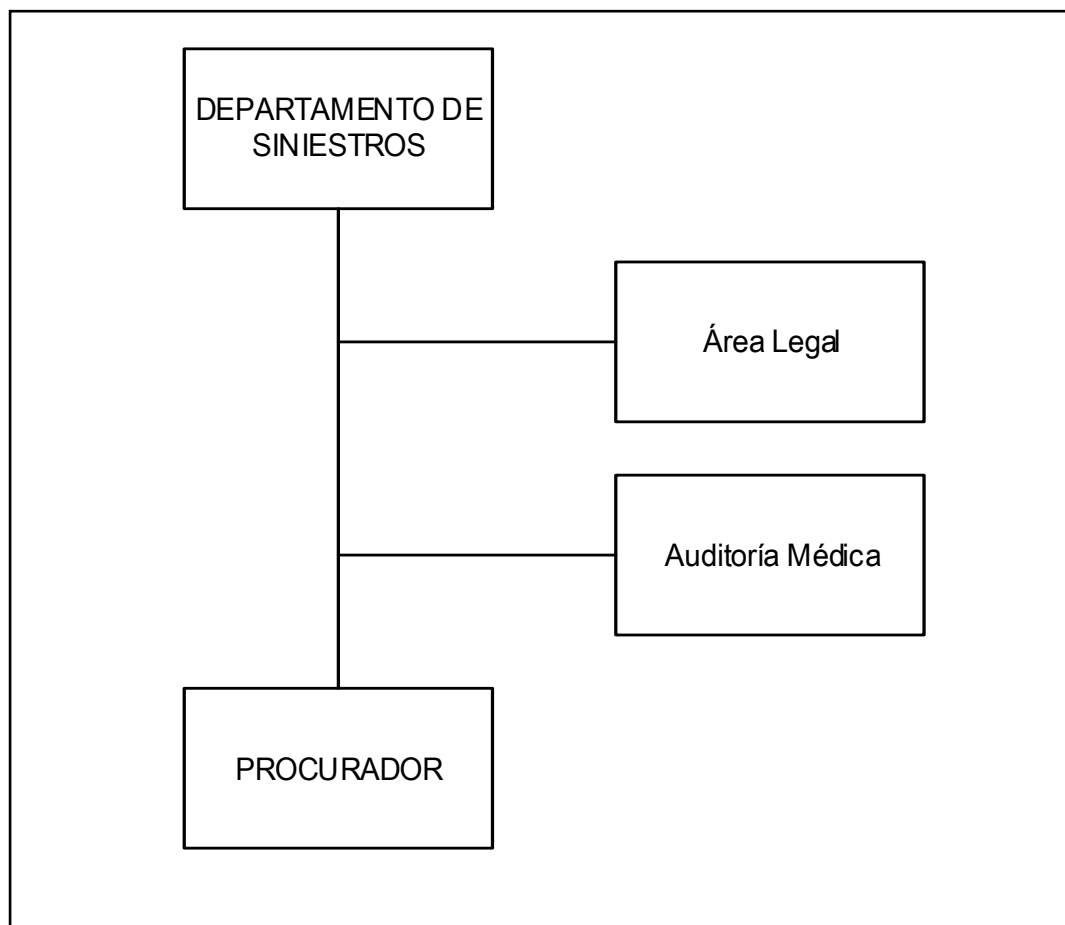 DEPARTAMENTO DE
SINIESTROS
Área Legal
Auditoría Médica
PROCURADOR